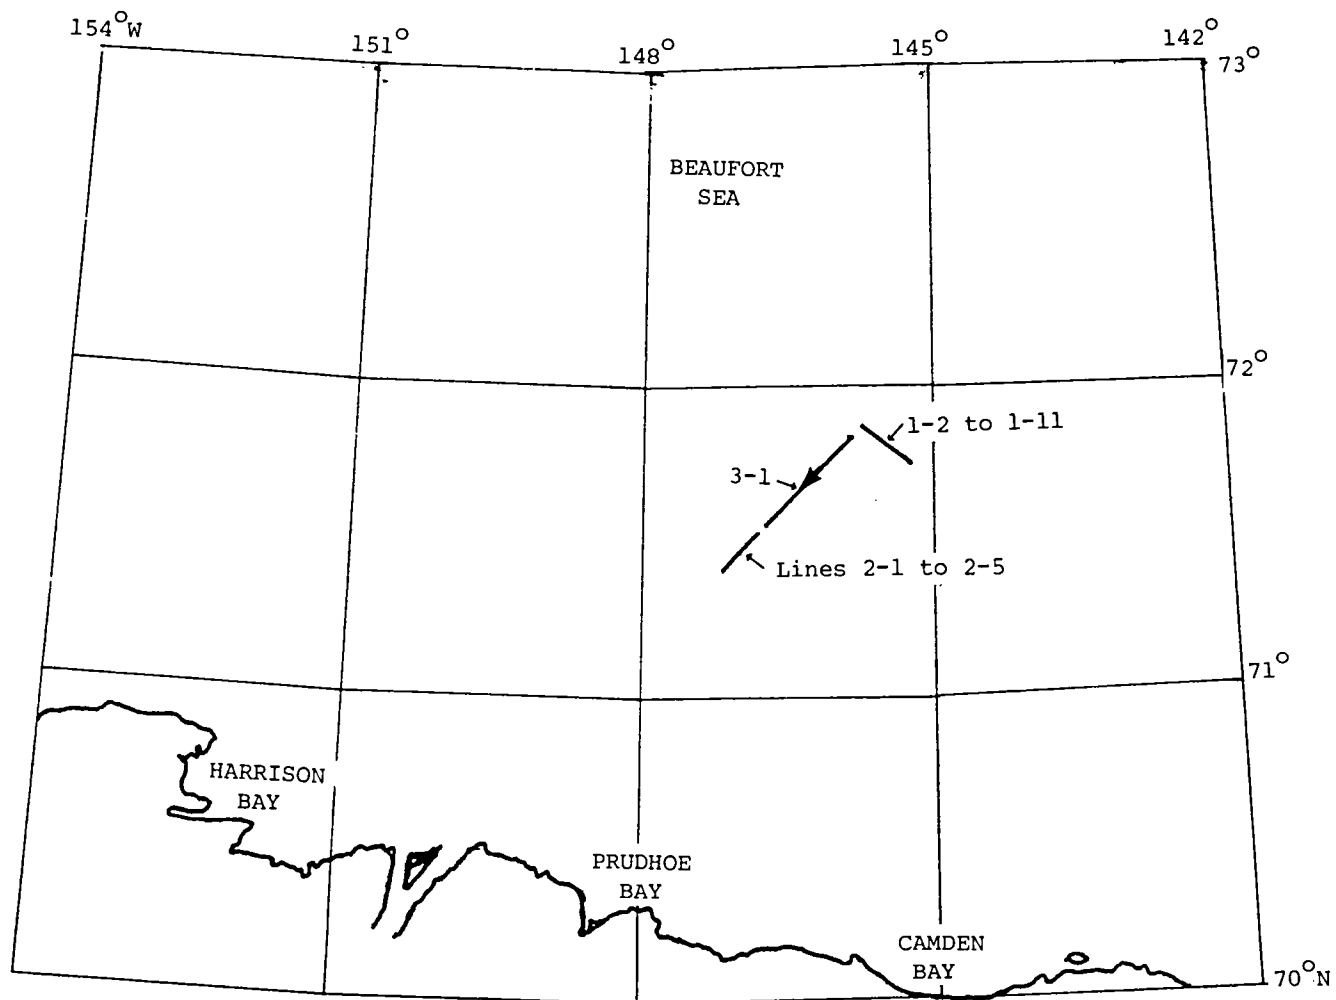 154°W
151°
148°
145°
142°
73°
BEAUFORT
SEA
72°
1-2 to 1-11
3-1
Lines 2-1 to 2-5
71°
HARRISON
BAY
PRUDHOE
BAY
CAMDEN
BAY
70°N